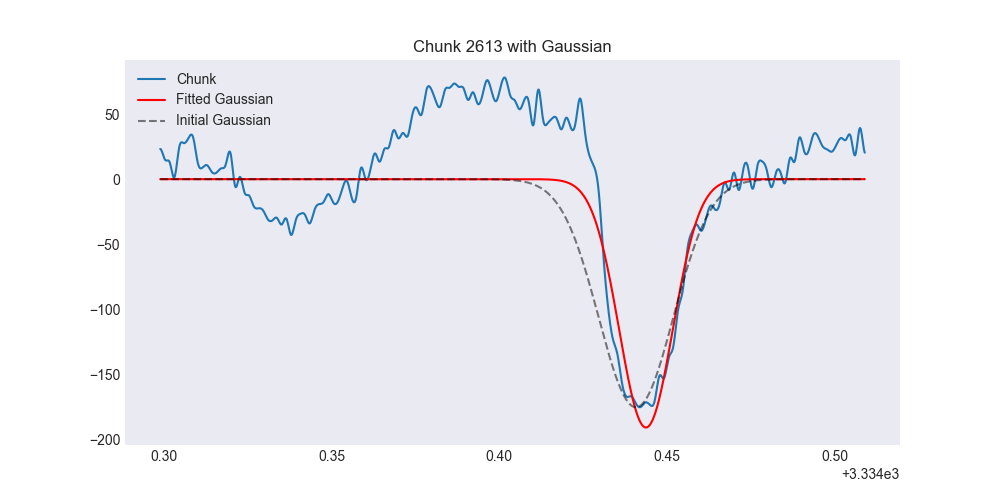 Chunk 2613 with Gaussian
Chunk
Fitted Gaussian
Initial Gaussian
50
0
−50
−100
−150
−200
0.30 0.35 0.40 0.45 0.50
+3.334e3